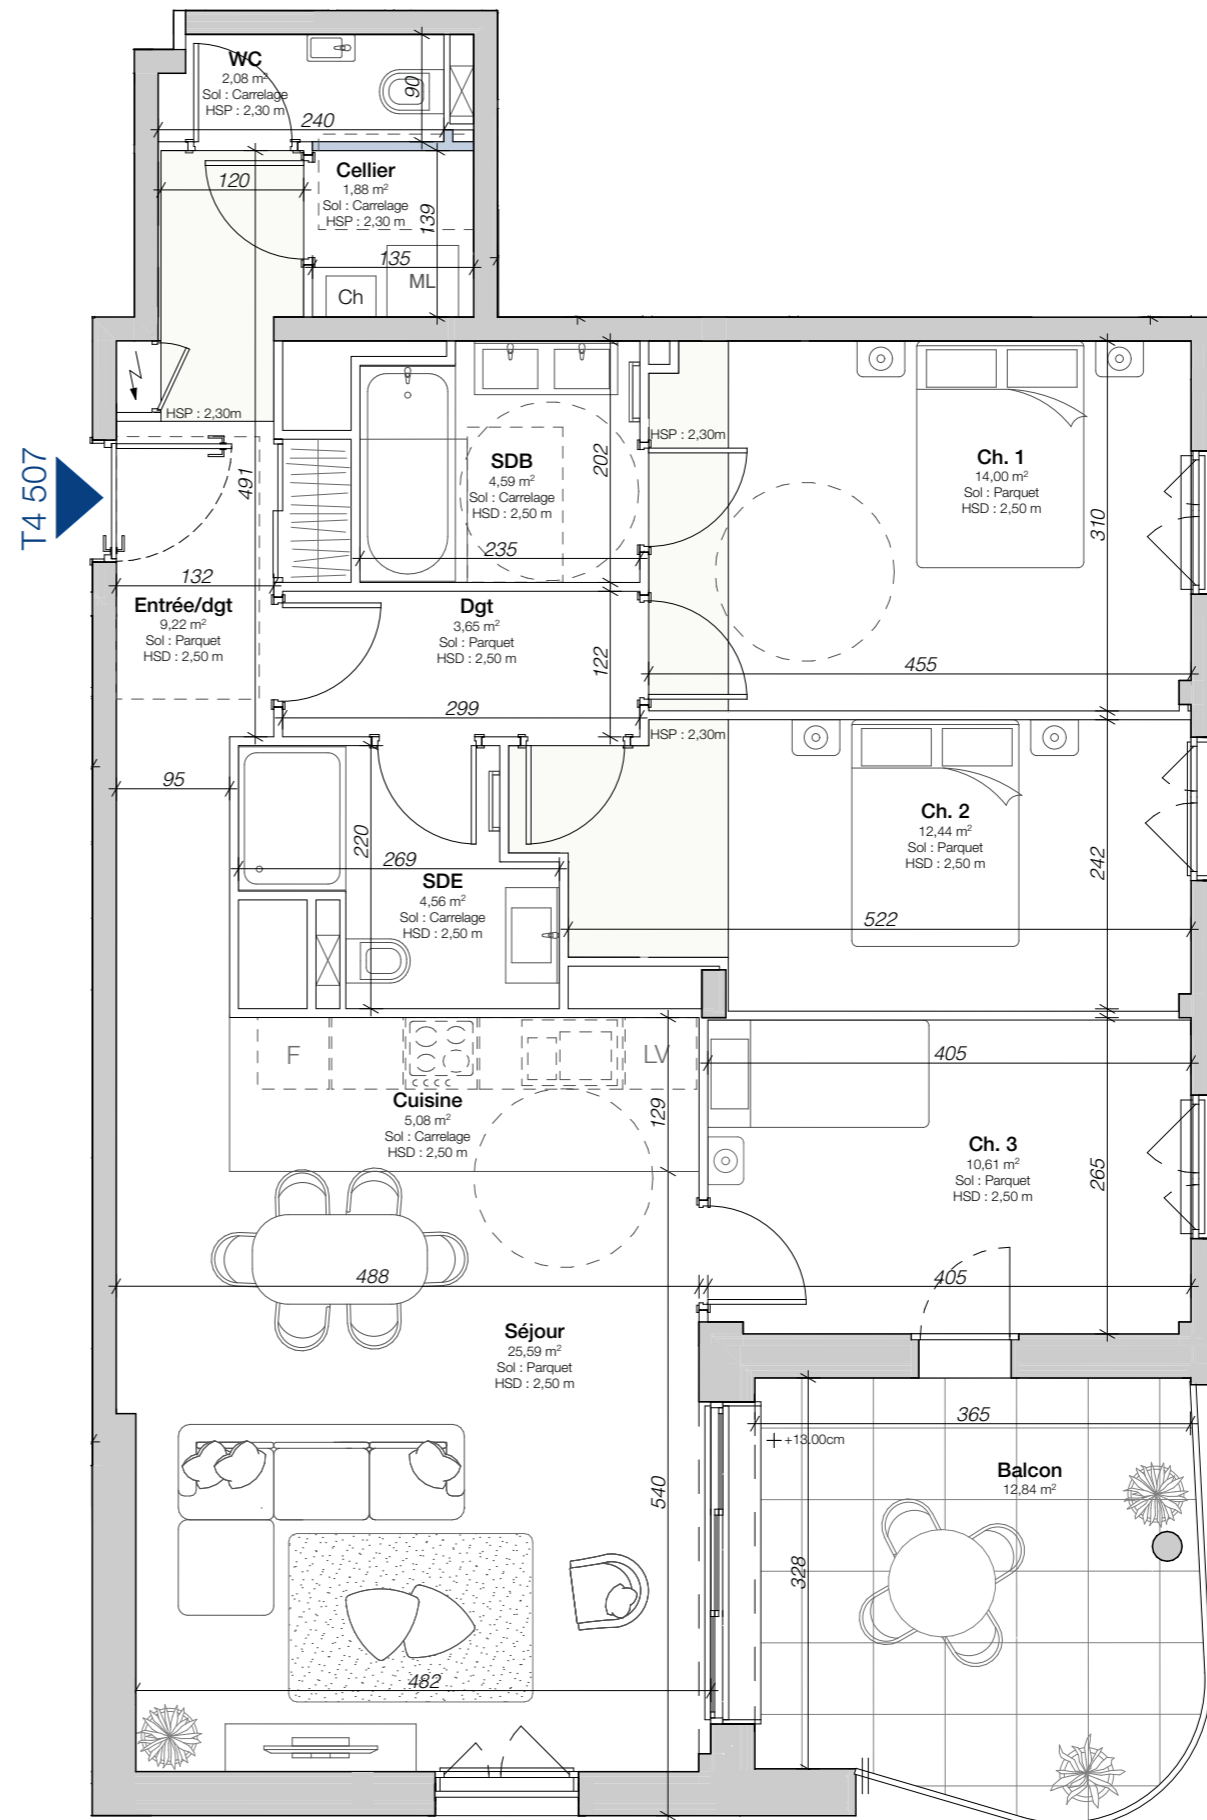 WC
2,08 m²
Sol : Carrelage
HSP : 2,30 m
90
240
Cellier
1,88 m²
Sol : Carrelage
HSP : 2,30 m
120
139
135
ML
Ch
HSP : 2,30m
T4 507
491
132
Entrée/dgt
9,22 m²
Sol : Parquet
HSD : 2,50 m
SDB
4,59 m²
Sol : Carrelage
HSD : 2,50 m
202
235
HSP : 2,30m
Ch. 1
14,00 m²
Sol : Parquet
HSD : 2,50 m
310
455
Dgt
3,65 m²
Sol : Parquet
HSD : 2,50 m
122
299
HSP : 2,30m
95
220
269
SDE
4,56 m²
Sol : Carrelage
HSD : 2,50 m
Ch. 2
12,44 m²
Sol : Parquet
HSD : 2,50 m
242
522
F
LV
Cuisine
5,08 m²
Sol : Carrelage
HSD : 2,50 m
129
405
Ch. 3
10,61 m²
Sol : Parquet
HSD : 2,50 m
265
488
405
Séjour
25,59 m²
Sol : Parquet
HSD : 2,50 m
540
482
365
+13.00cm
Balcon
12,84 m²
328